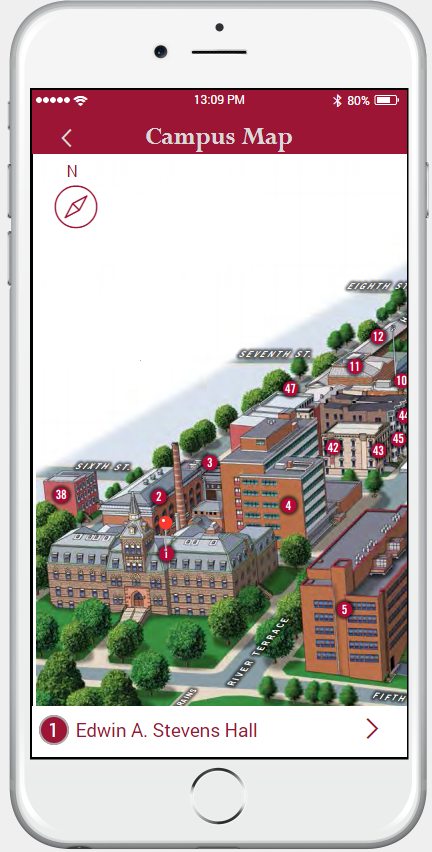 13:09 PM
80%
Campus Map
N
EIGHTH ST.
12
SEVENTH ST.
11
10
47
44
42
43
45
3
SIXTH ST.
38
2
4
1
5
RIVER TERRACE
FIFTH
1 Edwin A. Stevens Hall